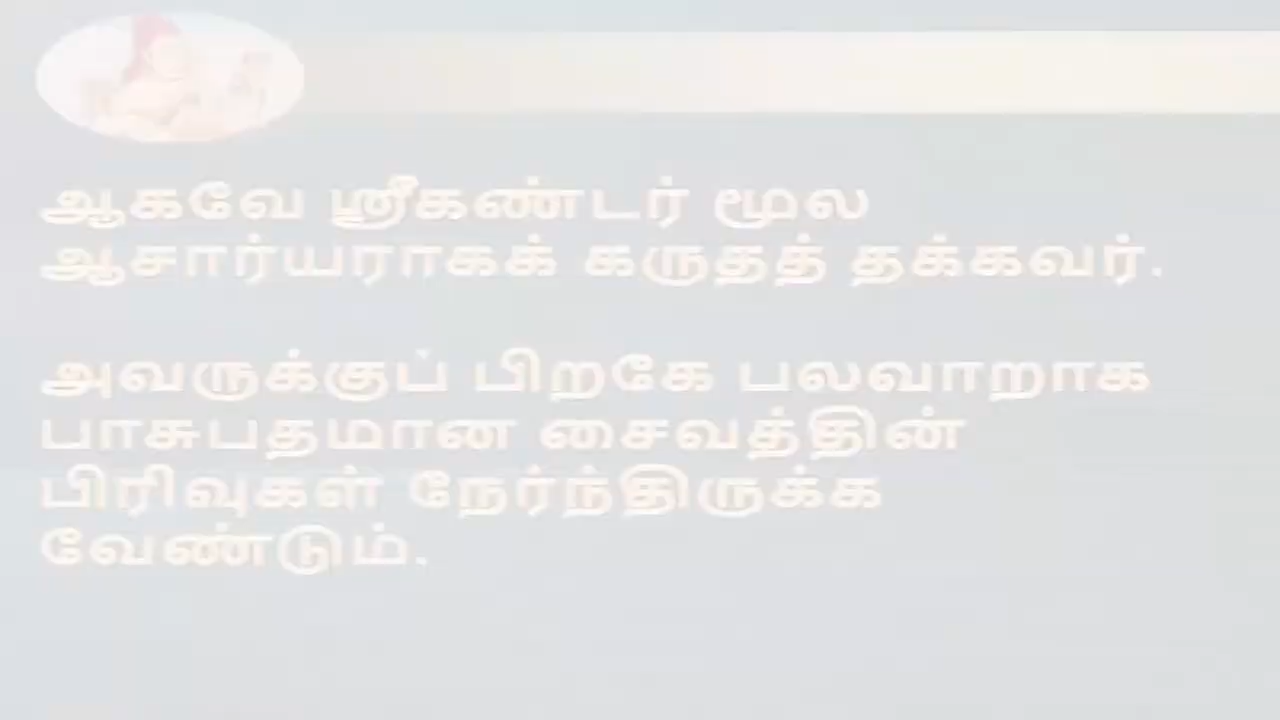 ஆகவே ஸ்ரீகண்டர் மூல
ஆசார்யராகக் கருதத் தக்கவர்.
அவருக்குப் பிறகே பலவாறாக
பாசுபதமான சைவத்தின்
பிரிவுகள் நேர்ந்திருக்க
வேண்டும்.